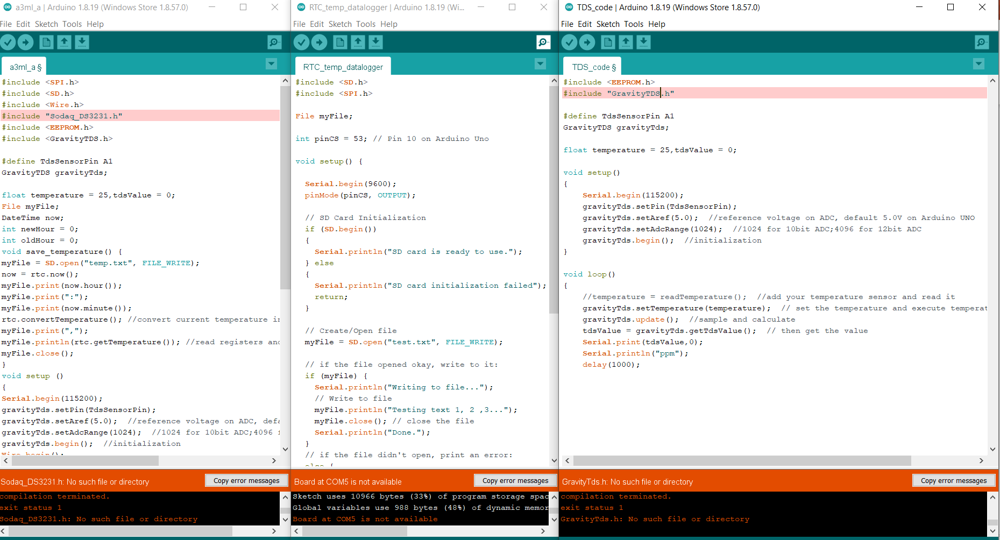 a3ml_a | Arduino 1.8.19 (Windows Store 1.8.57.0)
File Edit Sketch Tools Help
a3ml_a §
#include <SPI.h>
#include <SD.h>
#include <Wire.h>
#include "Sodaq_DS3231.h"
#include <EEPROM.h>
#include <GravityTDS.h>
#define TdsSensorPin A1
GravityTDS gravityTds;
float temperature = 25,tdsValue = 0;
File myFile;
DateTime now;
int newHour = 0;
int oldHour = 0;
void save_temperature() {
myFile = SD.open("temp.txt", FILE_WRITE);
now = rtc.now();
myFile.print(now.hour());
myFile.print(":");
myFile.print(now.minute());
rtc.convertTemperature(); //convert current temperature in
myFile.print(",");
myFile.println(rtc.getTemperature()); //read registers and
myFile.close();
}
void setup ()
{
Serial.begin(115200);
gravityTds.setPin(TdsSensorPin);
gravityTds.setAref(5.0);  //reference voltage on ADC, defa
gravityTds.setAdcRange(1024);  //1024 for 10bit ADC;4096 f
gravityTds.begin();  //initialization
Wire.begin();
Sodaq_DS3231.h: No such file or directory
Copy error messages
compilation terminated.
exit status 1
Sodaq_DS3231.h: No such file or directory
RTC_temp_datalogger | Arduino 1.8.19 (Wi...
File Edit Sketch Tools Help
RTC_temp_datalogger
#include <SD.h>
#include <SPI.h>
File myFile;
int pinCS = 53; // Pin 10 on Arduino Uno
void setup() {
Serial.begin(9600);
pinMode(pinCS, OUTPUT);
// SD Card Initialization
if (SD.begin())
{
Serial.println("SD card is ready to use.");
} else
{
Serial.println("SD card initialization failed");
return;
}
// Create/Open file
myFile = SD.open("test.txt", FILE_WRITE);
// if the file opened okay, write to it:
if (myFile) {
Serial.println("Writing to file...");
// Write to file
myFile.println("Testing text 1, 2 ,3...");
myFile.close(); // close the file
Serial.println("Done.");
}
// if the file didn't open, print an error:
else {
Board at COM5 is not available
Copy error messages
Sketch uses 10966 bytes (33%) of program storage spac
Global variables use 988 bytes (48%) of dynamic memor
Board at COM5 is not available
TDS_code | Arduino 1.8.19 (Windows Store 1.8.57.0)
File Edit Sketch Tools Help
TDS_code §
#include <EEPROM.h>
#include "GravityTDS.h"
#define TdsSensorPin A1
GravityTDS gravityTds;
float temperature = 25,tdsValue = 0;
void setup()
{
Serial.begin(115200);
gravityTds.setPin(TdsSensorPin);
gravityTds.setAref(5.0);  //reference voltage on ADC, default 5.0V on Arduino UNO
gravityTds.setAdcRange(1024);  //1024 for 10bit ADC;4096 for 12bit ADC
gravityTds.begin();  //initialization
}
void loop()
{
//temperature = readTemperature();  //add your temperature sensor and read it
gravityTds.setTemperature(temperature);  // set the temperature and execute temperat
gravityTds.update();  //sample and calculate
tdsValue = gravityTds.getTdsValue();  // then get the value
Serial.print(tdsValue,0);
Serial.println("ppm");
delay(1000);
GravityTds.h: No such file or directory
Copy error messages
compilation terminated.
exit status 1
GravityTds.h: No such file or directory